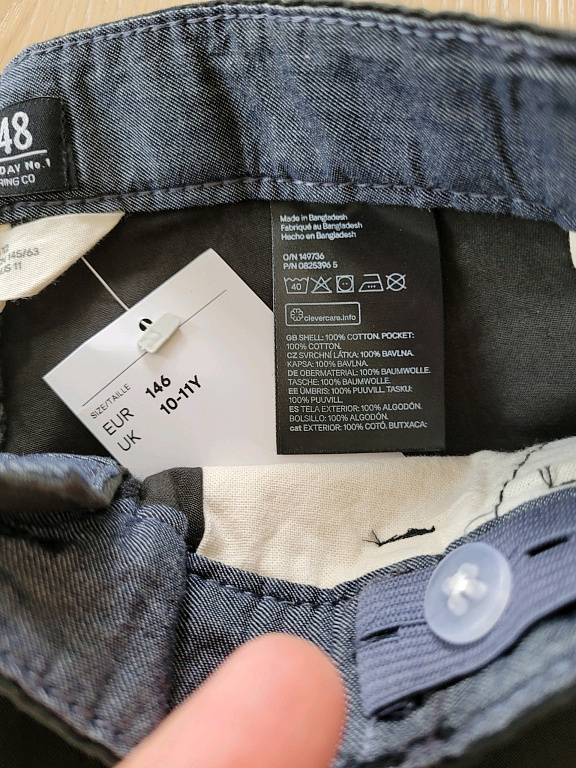 48
DAY No.1
RING CO
145/63
US 11
SIZE/TAILLE
EUR 146
UK 10-11Y
Made in Bangladesh
Fabriqué au Bangladesh
Hecho en Bangladesh
O/N 149736
P/N 0825396 5
40
clevercare.info
GB SHELL: 100% COTTON. POCKET:
100% COTTON.
CZ SVRCHNÍ LÁTKA: 100% BAVLNA.
KAPSA: 100% BAVLNA.
DE OBERMATERIAL: 100% BAUMWOLLE.
TASCHE: 100% BAUMWOLLE.
EE ÜMBRIS: 100% PUUVILL. TASKU:
100% PUUVILL.
ES TELA EXTERIOR: 100% ALGODÓN.
BOLSILLO: 100% ALGODÓN.
cat EXTERIOR: 100% COTÓ. BUTXACA: